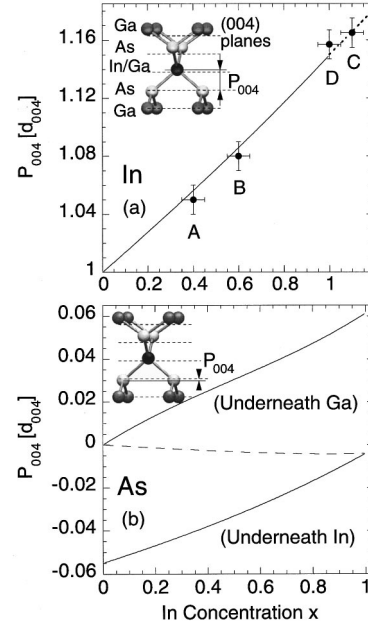 Ga
(004)
As
planes
In/Ga
P004
As
Ga
D
C
B
A
In
(a)
P004 [d004]
1.16
1.12
1.08
1.04
1
0
0.2
0.4
0.6
0.8
1.0
P004
(Underneath Ga)
As
(b)
(Underneath In)
P004 [d004]
0.06
0.04
0.02
0
-0.02
-0.04
-0.06
0
0.2
0.4
0.6
0.8
1
In Concentration x